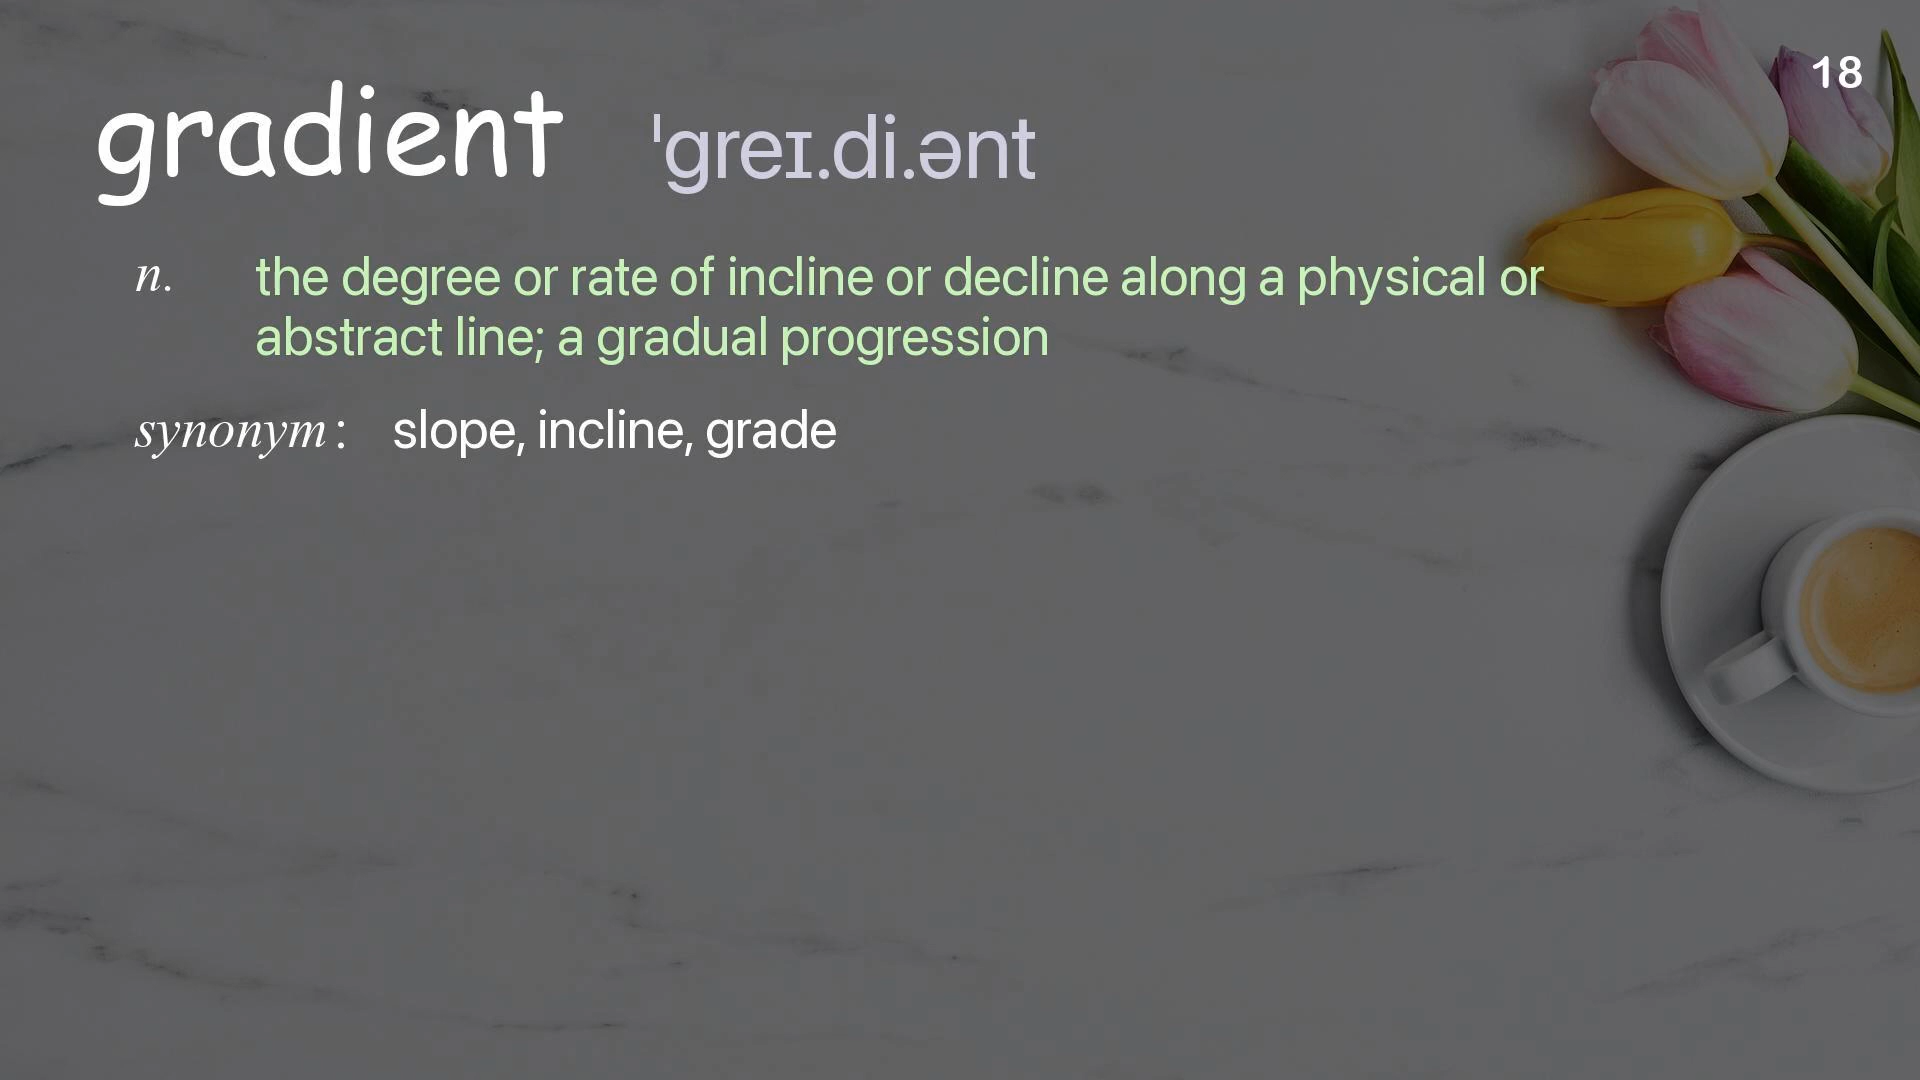 18
gradient ˈɡreɪ.di.ənt
n. the degree or rate of incline or decline along a physical or
abstract line; a gradual progression
synonym: slope, incline, grade